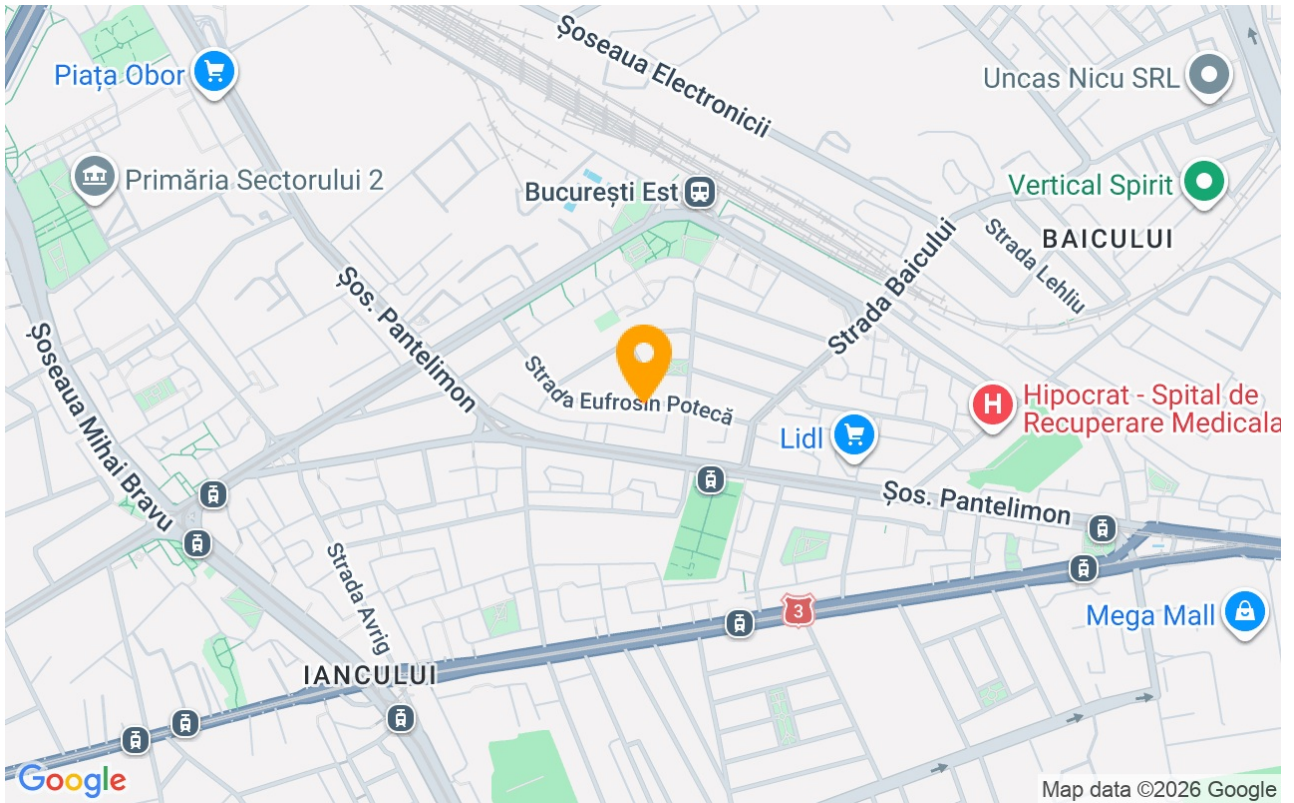 Șoseaua Electronicii
Piața Obor
Uncas Nicu SRL
Primăria Sectorului 2
București Est
Vertical Spirit
BAICULUI
Strada Lehliu
Șos. Pantelimon
Strada Baicului
Șoseaua Mihai Bravu
Strada Eufrosin Potecă
H
Hipocrat - Spital de
Recuperare Medicala
Lidl
Șos. Pantelimon
Strada Avrig
3
Mega Mall
IANCULUI
Google
Map data ©2026 Google